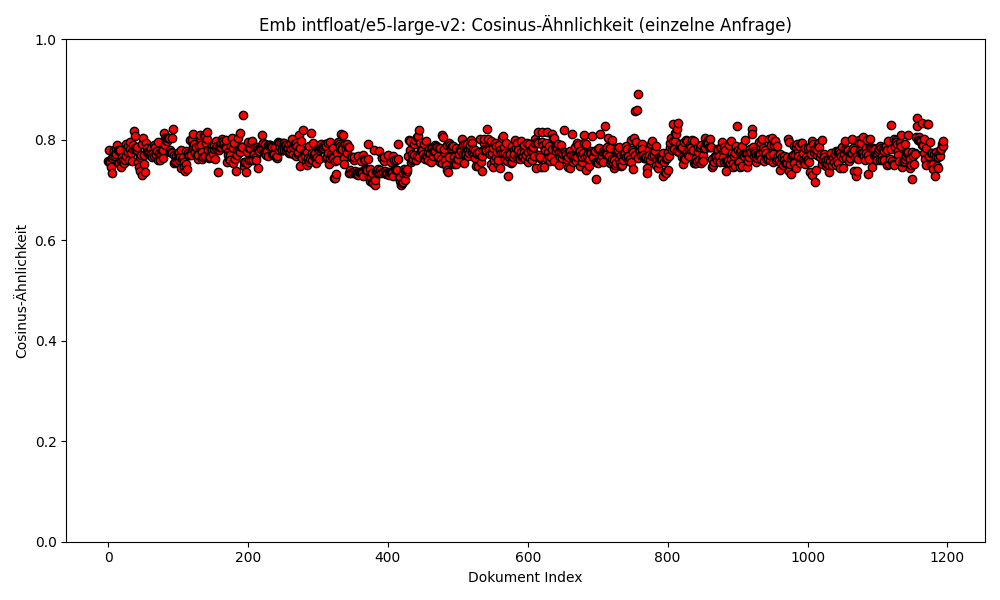 Emb intfloat/e5-large-v2: Cosinus-Ähnlichkeit (einzelne Anfrage)
1.0
0.8
0.6
0.4
0.2
0.0
Cosinus-Ähnlichkeit
0 200 400 600 800 1000 1200
Dokument Index